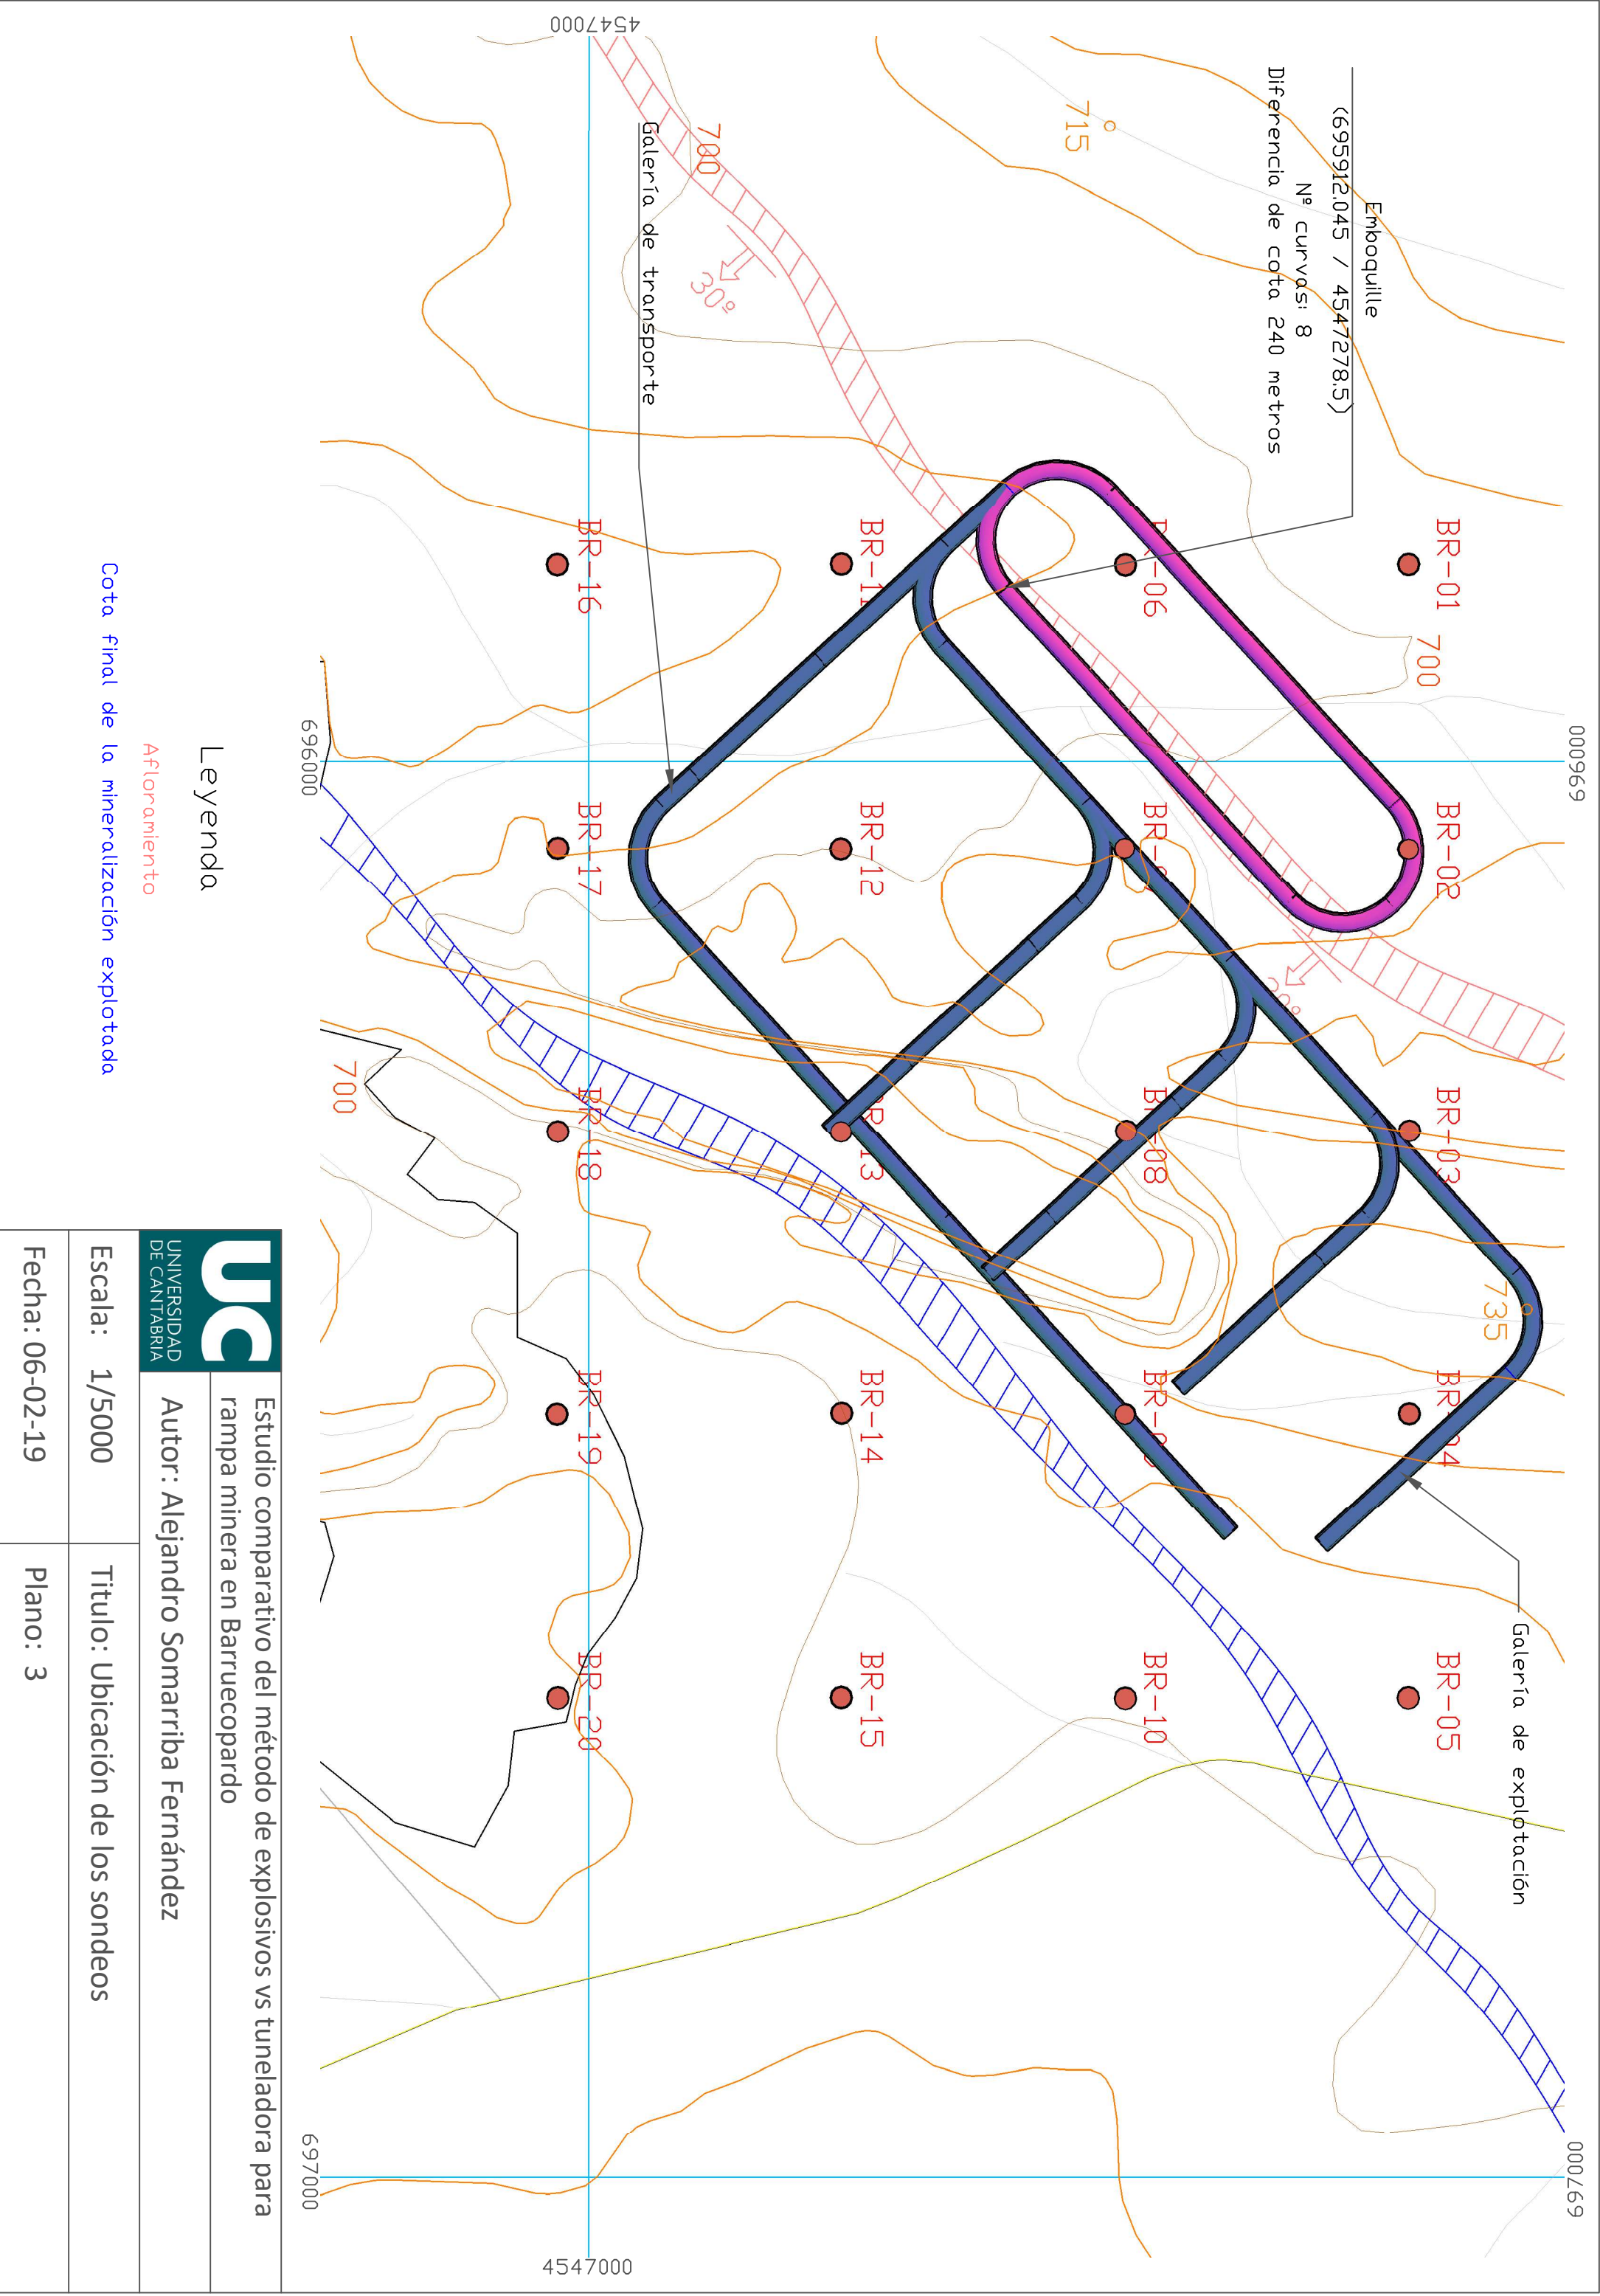 696000
697000
4547000
4547000
Emboquille
(695912.045 / 4547278.5)
Nº curvas: 8
Diferencia de cota 240 metros
715
700
30º
Galería de transporte
Galería de explotación
700
735
700
BR-01
BR-02
BR-03
BR-05
BR-06
BR-08
BR-10
BR-12
BR-13
BR-14
BR-15
BR-16
BR-17
BR-18
BR-19
BR-20
696000
697000
Leyenda
Afloramiento
Cota final de la mineralización explotada
UC
UNIVERSIDAD
DE CANTABRIA
Estudio comparativo del método de explosivos vs tuneladora para
rampa minera en Barruecopardo
Autor: Alejandro Somarriba Fernández
Escala: 1/5000
Titulo: Ubicación de los sondeos
Fecha: 06-02-19
Plano: 3